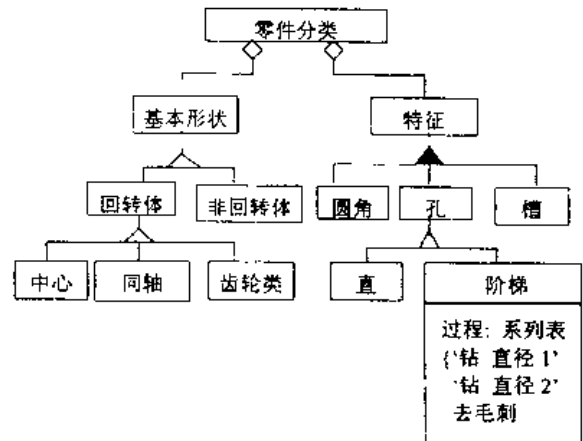 零件分类
基本形状
特征
回转体
非回转体
圆角
孔
槽
中心
同轴
齿轮类
直
阶梯
过程: 系列表
{‘钻 直径 1’
‘钻 直径 2’
去毛刺